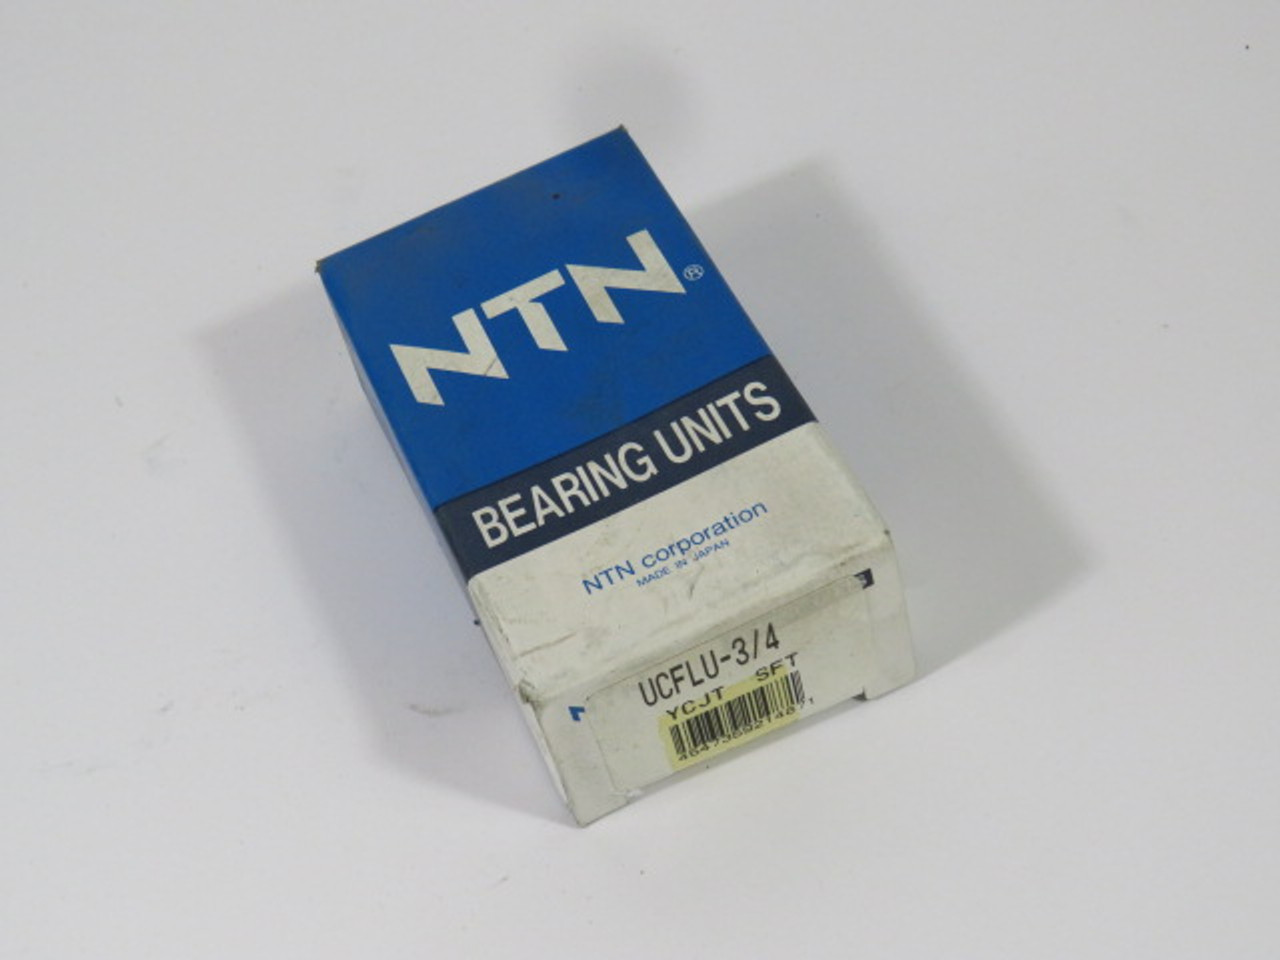 NTN®
BEARING UNITS
NTN corporation
MADE IN JAPAN
UCFLU-3/4
YCJT SFT